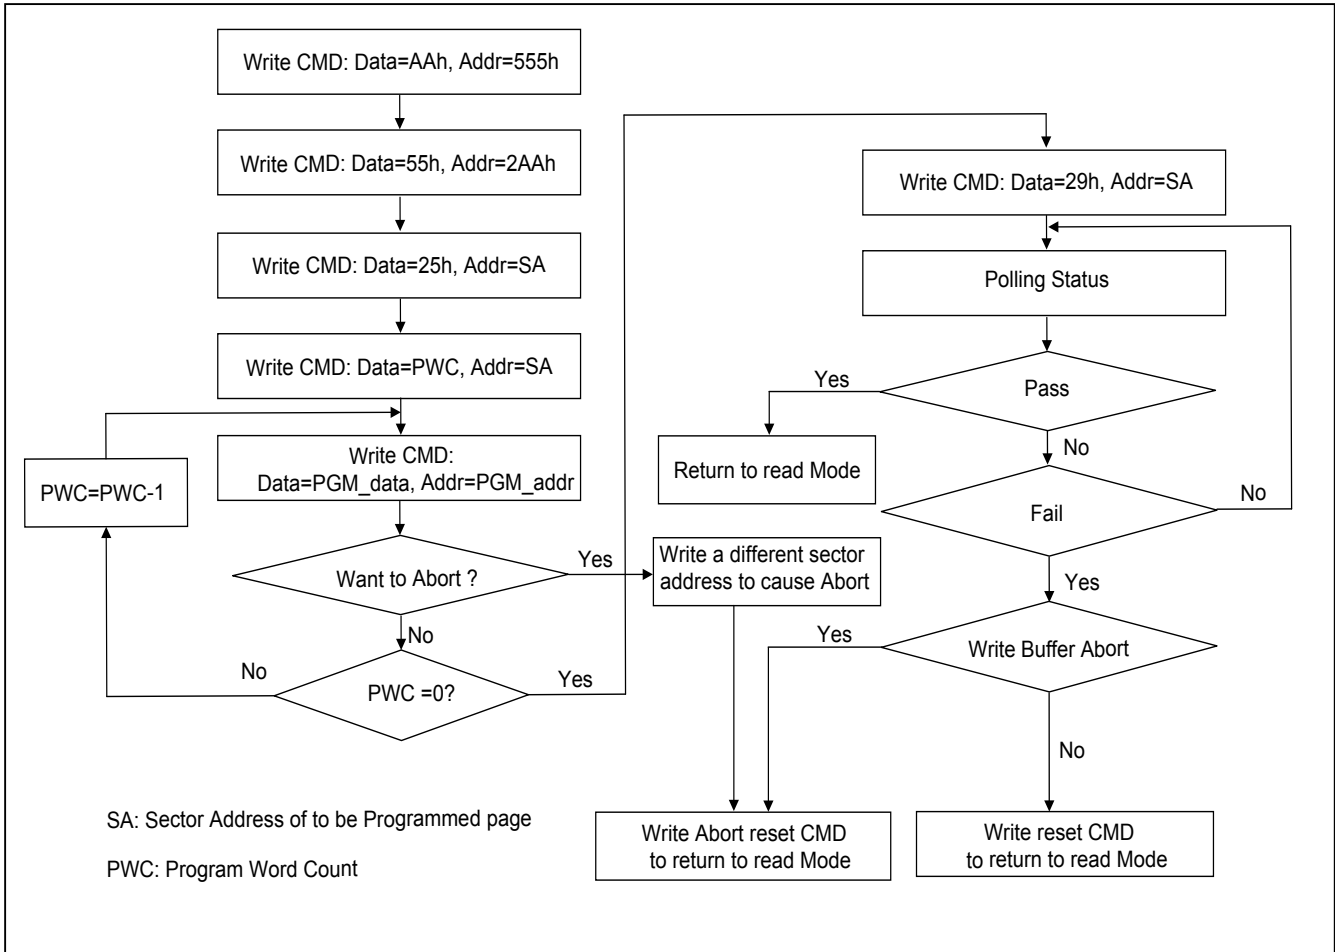 Write CMD: Data=AAh, Addr=555h
Write CMD: Data=55h, Addr=2AAh
Write CMD: Data=25h, Addr=SA
Write CMD: Data=PWC, Addr=SA
Write CMD:
Data=PGM_data, Addr=PGM_addr
PWC=PWC-1
Want to Abort ?
Yes
No
Write a different sector
address to cause Abort
PWC =0?
No
Yes
Write CMD: Data=29h, Addr=SA
Polling Status
Pass
Yes
No
Return to read Mode
Fail
No
Yes
Write Buffer Abort
Yes
No
Write Abort reset CMD
to return to read Mode
Write reset CMD
to return to read Mode
SA: Sector Address of to be Programmed page
PWC: Program Word Count